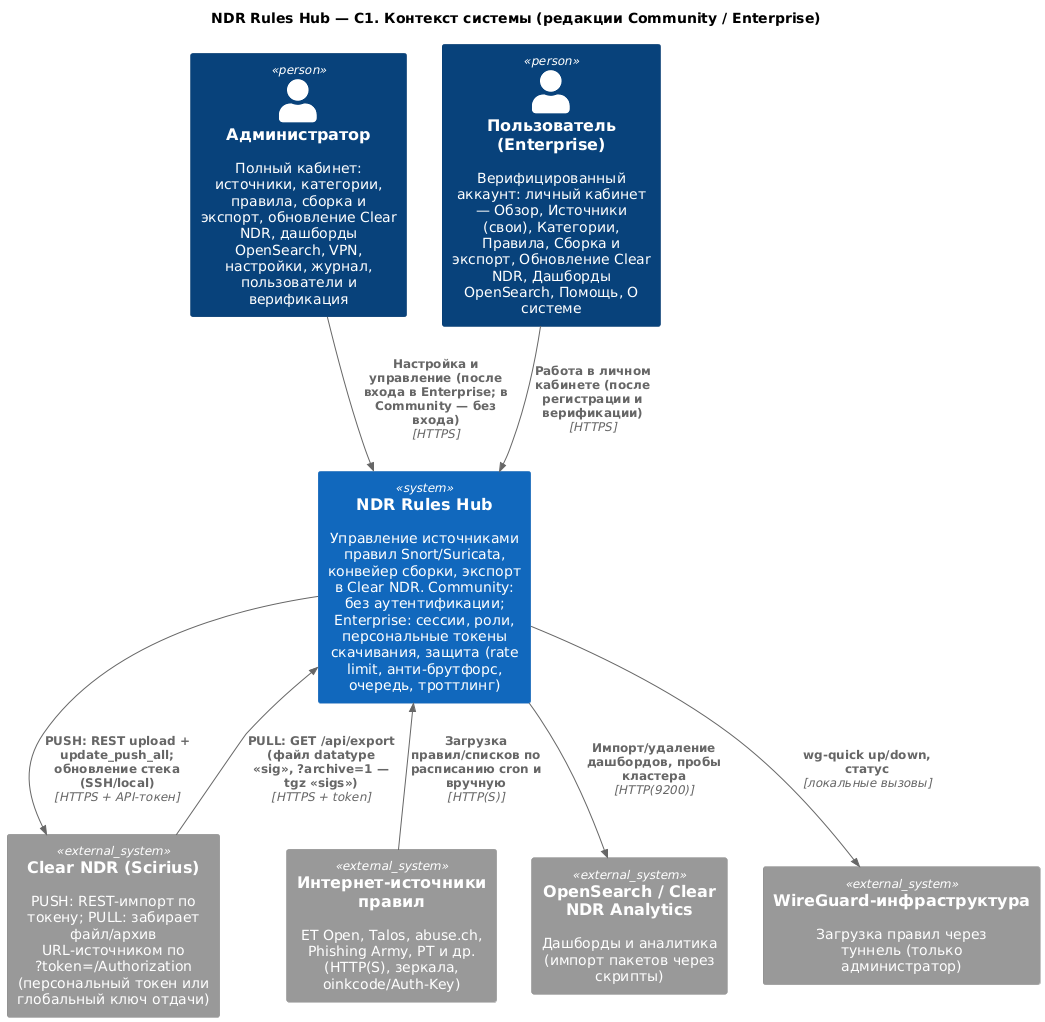 NDR Rules Hub — C1. Контекст системы (редакции Community / Enterprise)
«person»
Администратор
Полный кабинет:
источники, категории,
правила, сборка и
экспорт, обновление Clear
NDR, дашборды
OpenSearch, VPN,
настройки, журнал,
пользователи и
верификация
«person»
Пользователь
(Enterprise)
Верифицированный
аккаунт: личный кабинет
— Обзор, Источники
(свои), Категории,
Правила, Сборка и
экспорт, Обновление Clear
NDR, Дашборды
OpenSearch, Помощь, О
системе
Настройка и
управление (после
входа в Enterprise; в
Community — без
входа)
[HTTPS]
Работа в личном
кабинете (после
регистрации и
верификации)
[HTTPS]
«system»
NDR Rules Hub
Управление источниками
правил Snort/Suricata,
конвейер сборки, экспорт
в Clear NDR. Community:
без аутентификации;
Enterprise: сессии, роли,
персональные токены
скачивания, защита (rate
limit, анти-брутфорс,
очередь, троттлинг)
PUSH: REST upload +
update_push_all;
обновление стека
(SSH/local)
[HTTPS + API-токен]
PULL: GET /api/export
(файл datatype
«sig», ?archive=1 —
tgz «sigs»)
[HTTPS + token]
Загрузка
правил/списков по
расписанию cron и
вручную
[HTTP(S)]
Импорт/удаление
дашбордов, пробы
кластера
[HTTP(9200)]
wg-quick up/down,
статус
[локальные вызовы]
«external_system»
Clear NDR (Scirius)
PUSH: REST-импорт по
токену; PULL: забирает
файл/архив
URL-источником по
?token=/Authorization
(персональный токен или
глобальный ключ отдачи)
«external_system»
Интернет-источники
правил
ET Open, Talos, abuse.ch,
Phishing Army, PT и др.
(HTTP(S), зеркала,
oinkcode/Auth-Key)
«external_system»
OpenSearch / Clear
NDR Analytics
Дашборды и аналитика
(импорт пакетов через
скрипты)
«external_system»
WireGuard-инфраструктура
Загрузка правил через
туннель (только
администратор)